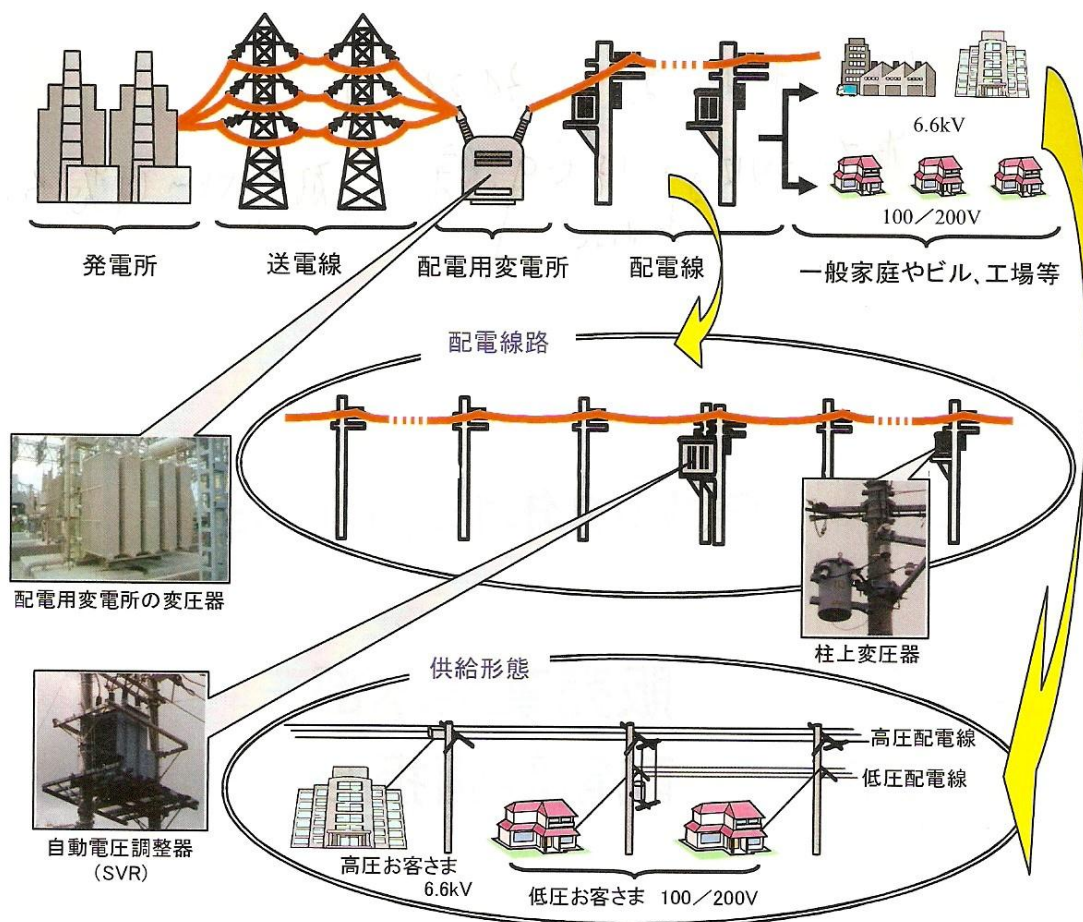 6.6kV
100／200V
発電所
送電線
配電用変電所
配電線
一般家庭やビル、工場等
配電線路
配電用変電所の変圧器
柱上変圧器
供給形態
高圧配電線
低圧配電線
自動電圧調整器
(SVR)
高圧お客さま
6.6kV
低圧お客さま 100／200V